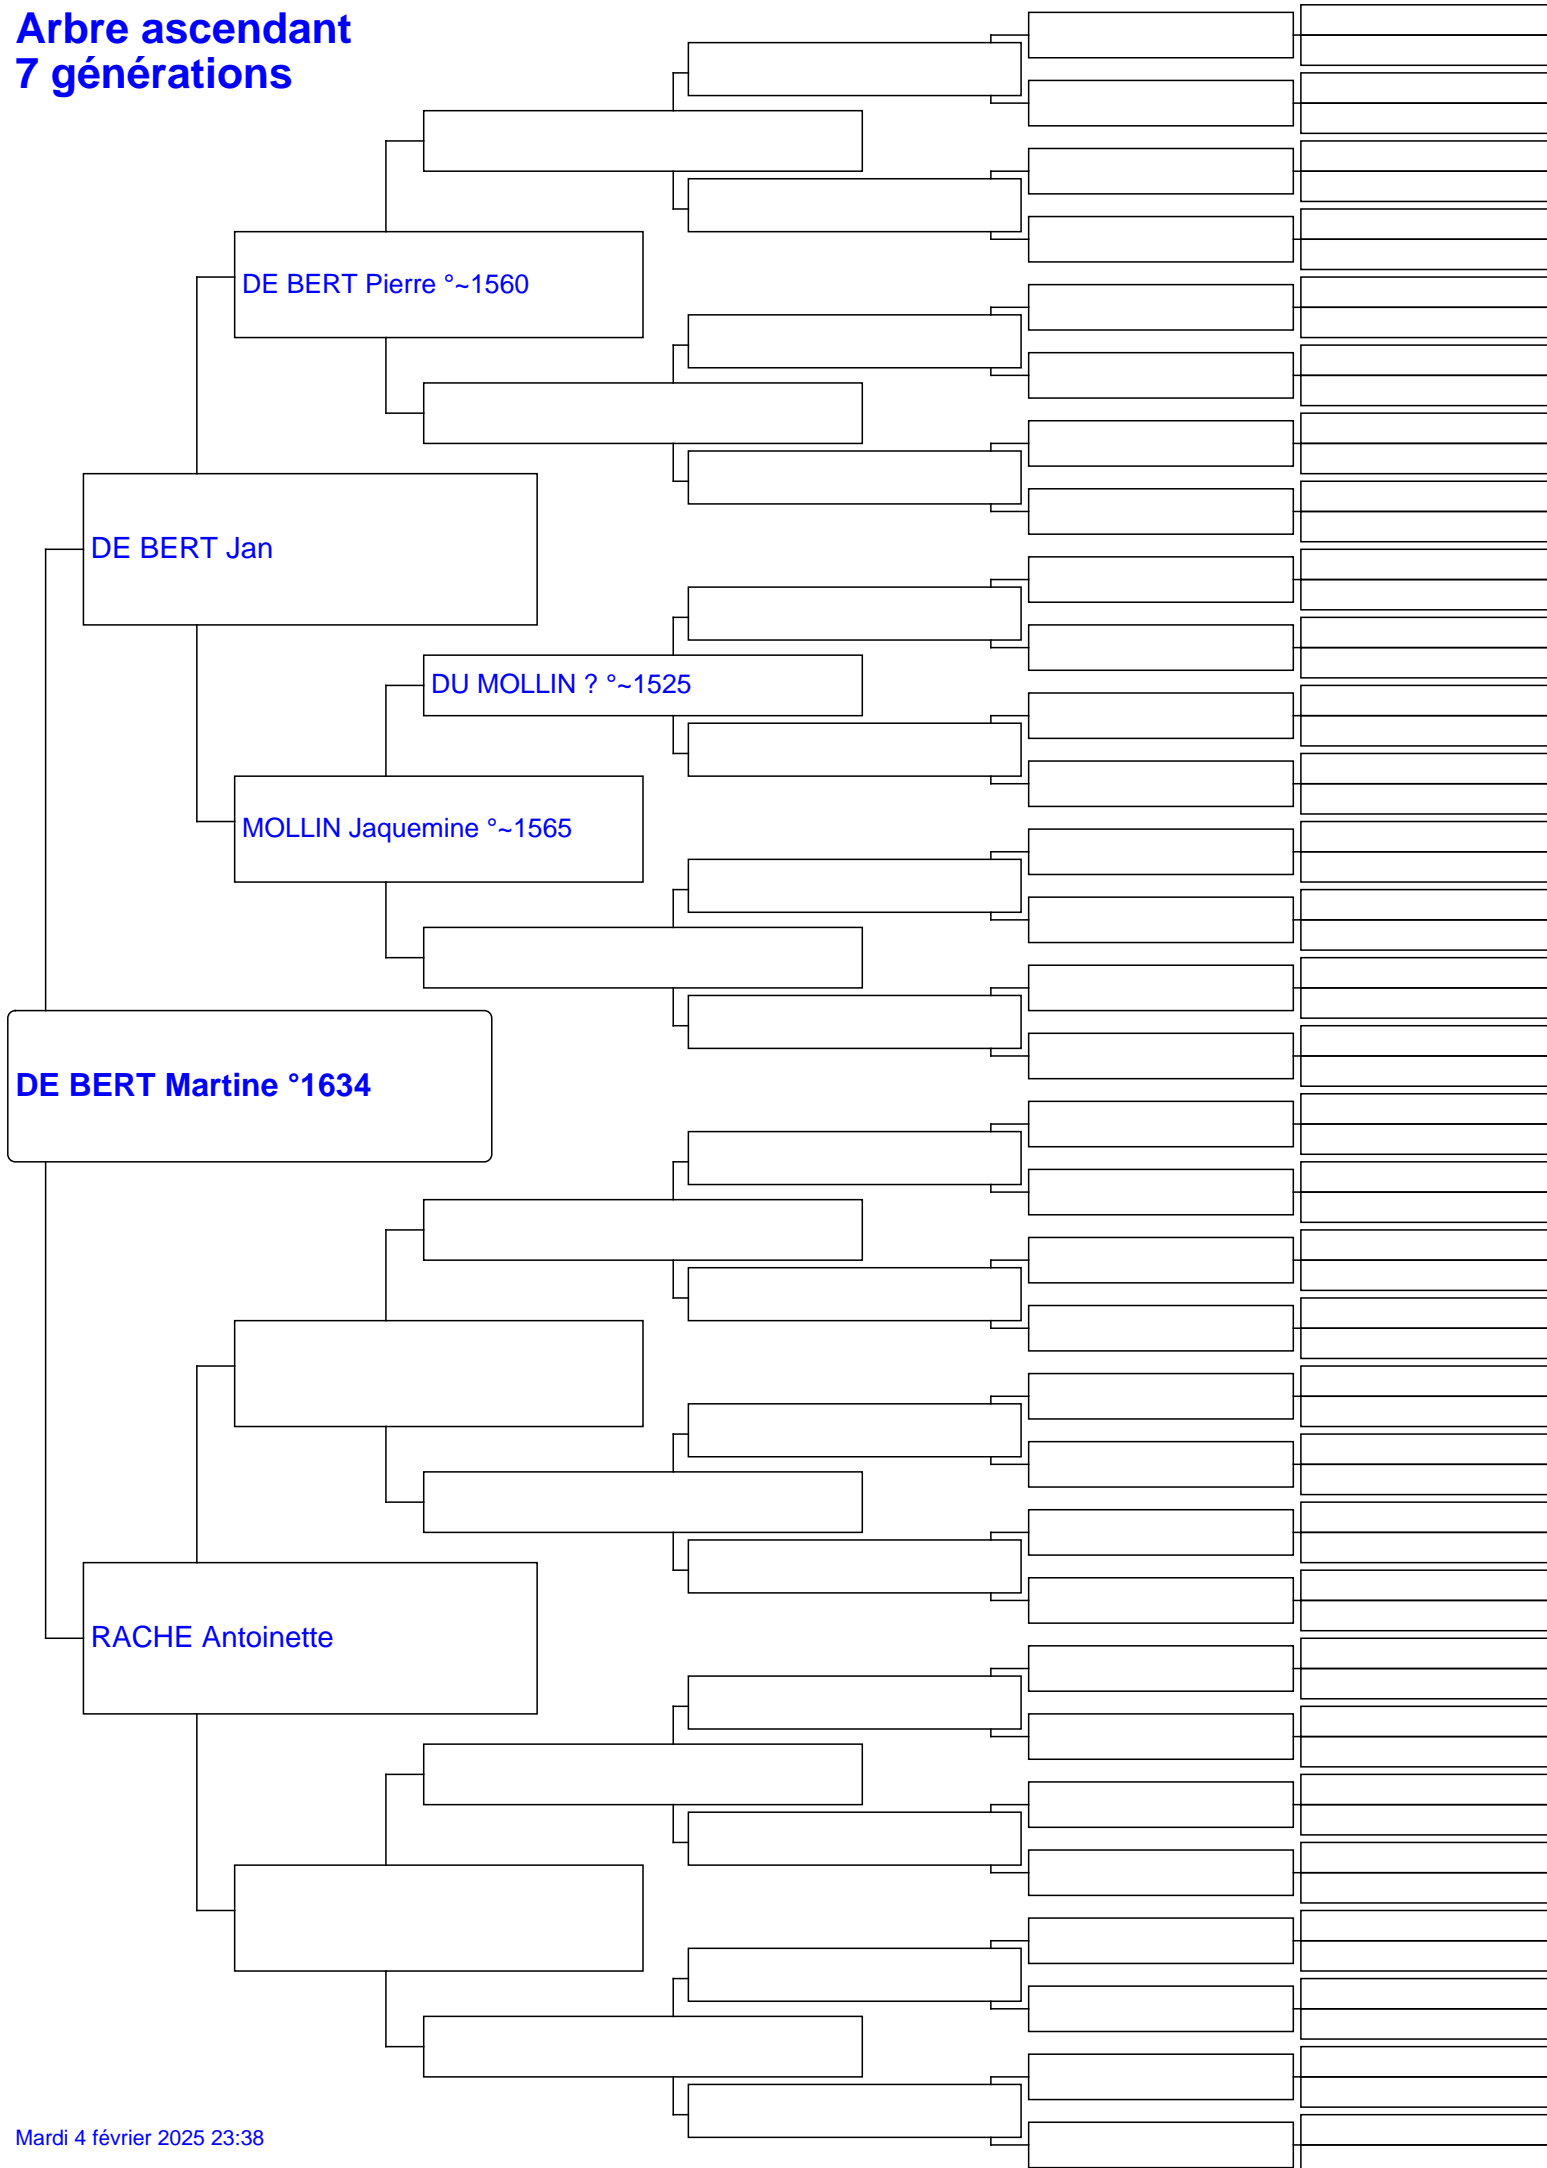 Arbre ascendant
7 générations
DE BERT Pierre °~1560
DE BERT Jan
DU MOLLIN ? °~1525
MOLLIN Jaquemine °~1565
DE BERT Martine °1634
RACHE Antoinette
Mardi 4 février 2025 23:38